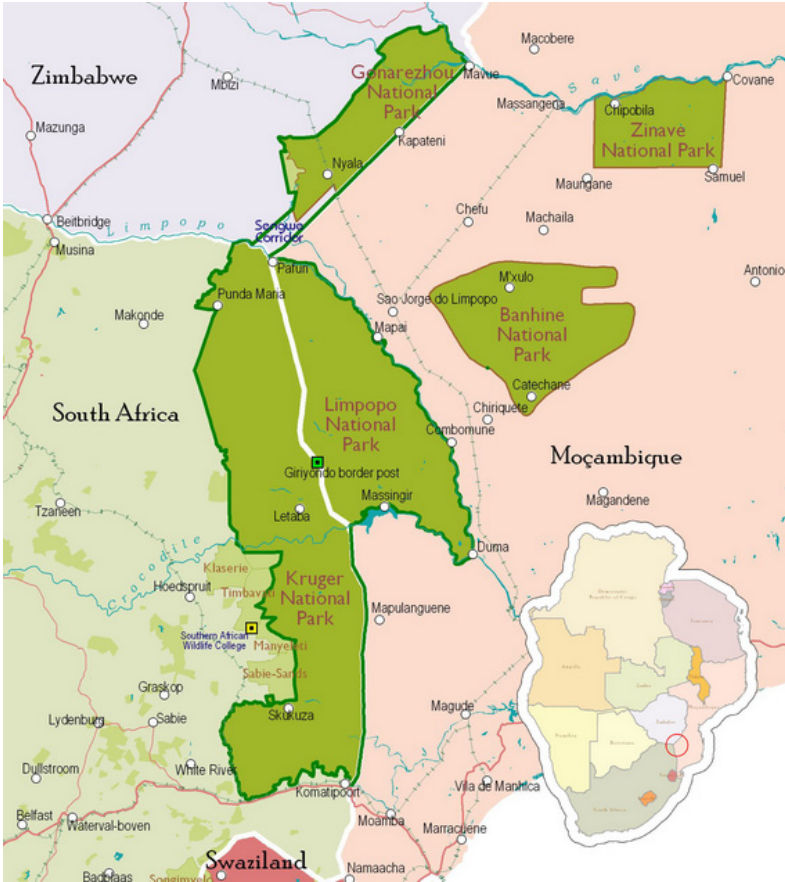 Macobere
Zimbabwe
Gonarezhou
National
Park
Mavue
Mbizi
Save
Covane
Massangena
Chipobila
Mazunga
Kapateni
Zinave
National Park
Nyala
Maungane
Samuel
Chefu
Machaila
Beitbridge
Limpopo
Sengwe
Corridor
Musina
Pafuri
Antonio
M'xulo
Punda Maria
Sao Jorge do Limpopo
Makonde
Mapai
Banhine
National
Park
Catechane
South Africa
Limpopo
National
Park
Chiriquete
Combomune
Moçambique
Giriyondo border post
Massingir
Magandene
Tzaneen
Letaba
Crocodile
Duma
Klaserie
Kruger
National
Park
Hoedspruit
Timbavati
Mapulanguene
Southern African
Wildlife College
Manyeleti
Sabie-Sands
Graskop
Skukuza
Magude
Lydenburg
Sabie
Dullstroom
White River
Komatipoort
Vila de Manhica
Belfast
Waterval-boven
Moamba
Marracuene
Swaziland
Namaacha
Badplaas
Songimvelo